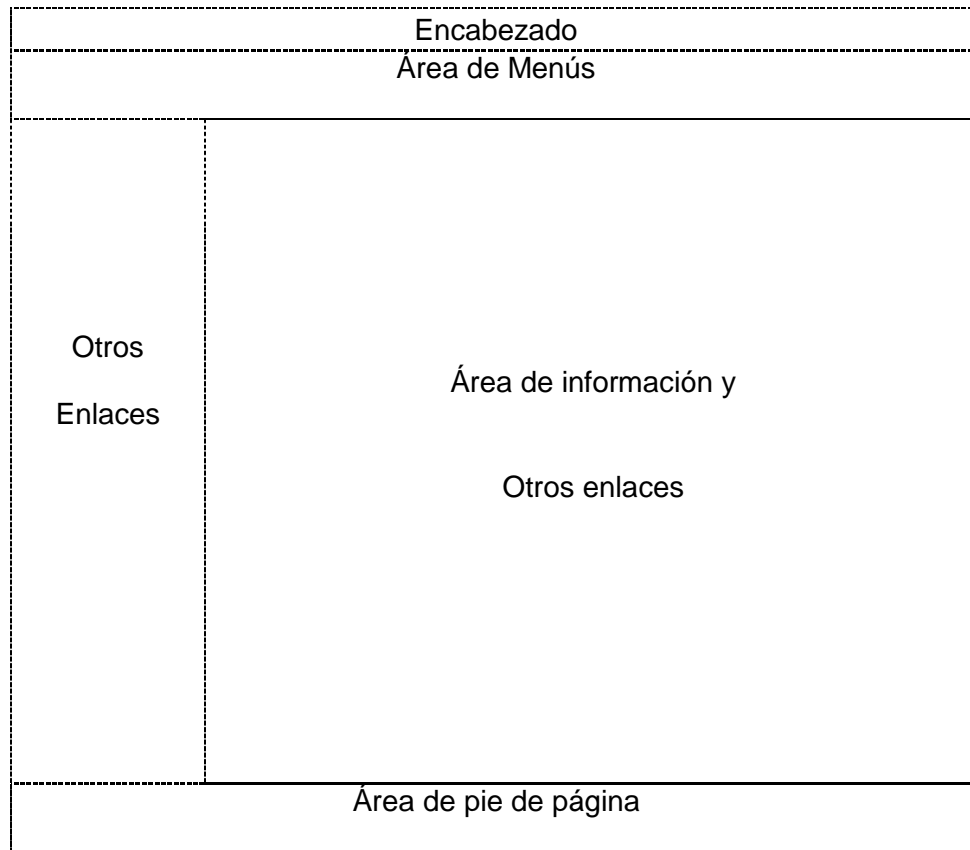 Encabezado
Área de Menús
Otros
Enlaces
Área de información y
Otros enlaces
Área de pie de página